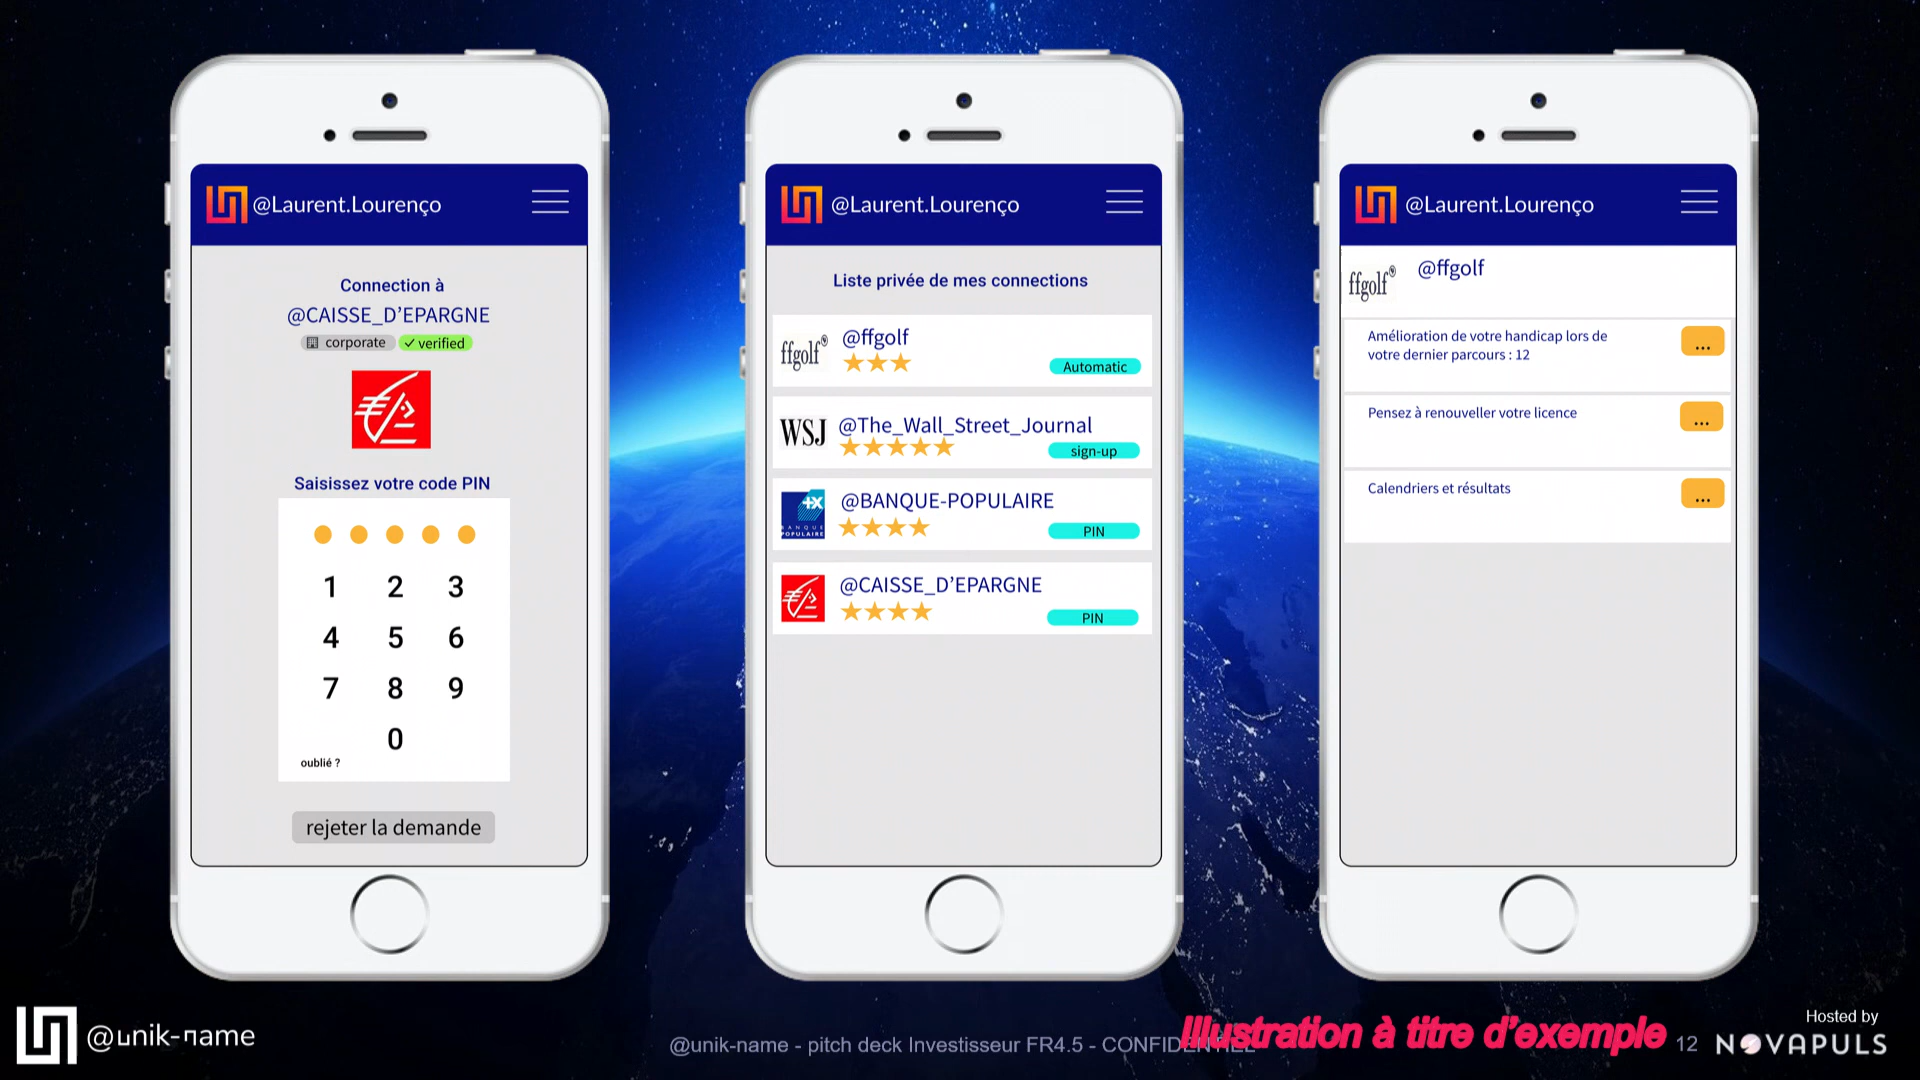 @Laurent.Lourenço
Connection à
@CAISSE_D’EPARGNE
corporate
verified
Saisissez votre code PIN
1 2 3
4 5 6
7 8 9
0
oublié ?
rejeter la demande
@Laurent.Lourenço
Liste privée de mes connections
ffgolf
@ffgolf
Automatic
WSJ
@The_Wall_Street_Journal
sign-up
BANQUE
POPULAIRE
@BANQUE-POPULAIRE
PIN
@CAISSE_D’EPARGNE
PIN
@Laurent.Lourenço
ffgolf
@ffgolf
Amélioration de votre handicap lors de
votre dernier parcours : 12
...
Pensez à renouveller votre licence
...
Calendriers et résultats
...
@unik-name
@unik-name - pitch deck Investisseur FR4.5 - CONFIDENTIEL
Illustration à titre d’exemple
12
Hosted by
NOVAPULS